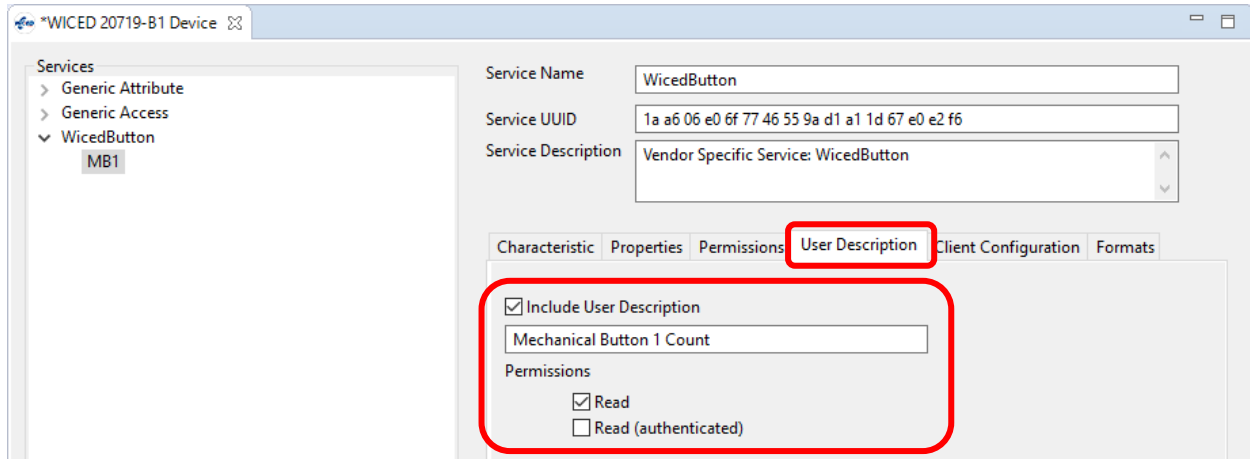 *WICED 20719-B1 Device
Services
Generic Attribute
Generic Access
WicedButton
MB1
Service Name
WicedButton
Service UUID
1a a6 06 e0 6f 77 46 55 9a d1 a1 1d 67 e0 e2 f6
Service Description
Vendor Specific Service: WicedButton
Characteristic Properties Permissions User Description Client Configuration Formats
Include User Description
Mechanical Button 1 Count
Permissions
Read
Read (authenticated)